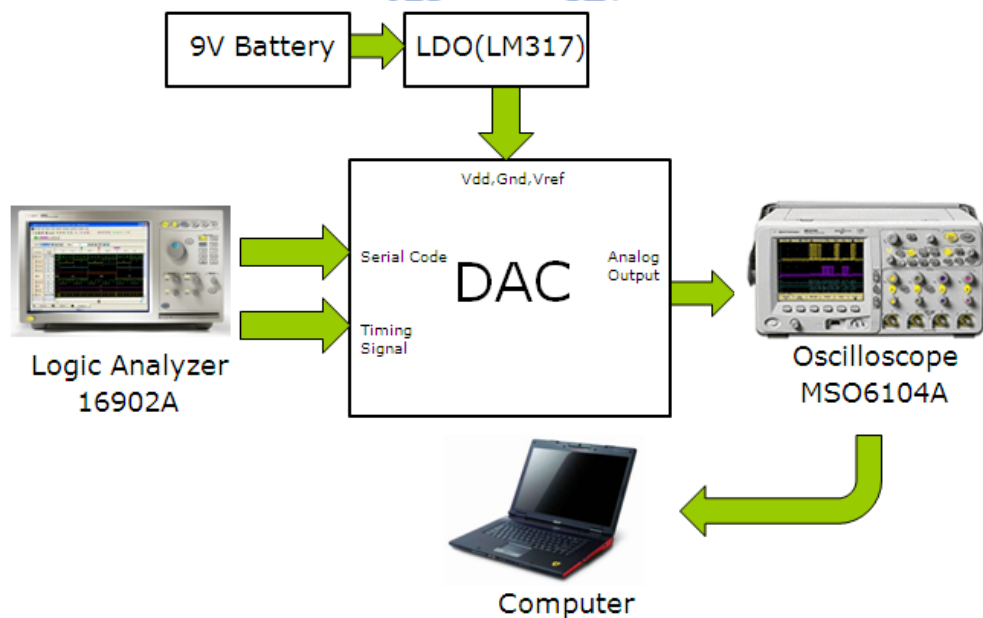 9V Battery
LDO(LM317)
Vdd,Gnd,Vref
Serial Code
DAC
Analog
Output
Timing
Signal
Logic Analyzer
16902A
Oscilloscope
MSO6104A
Computer